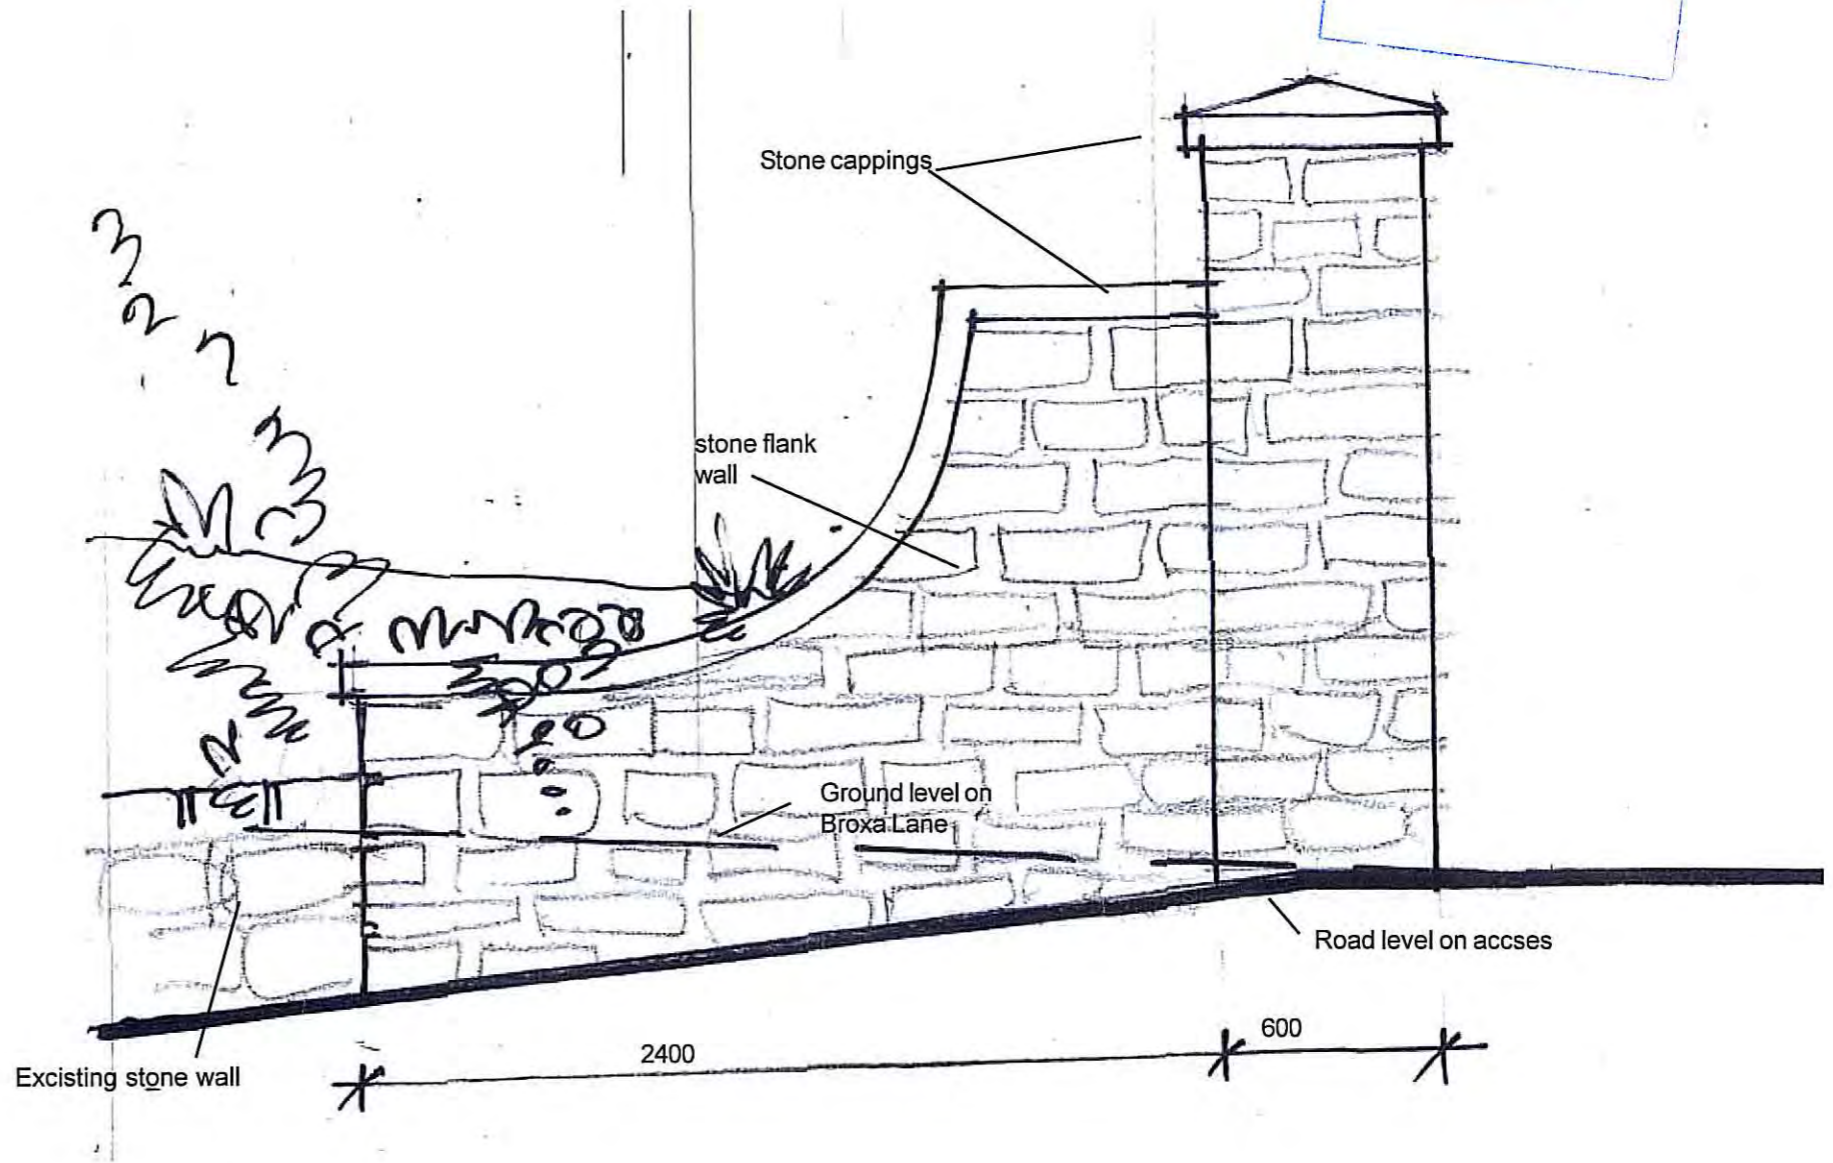 Stone cappings
stone flank
wall
Ground level on
Broxa Lane
Road level on accses
600
2400
Excisting stone wall